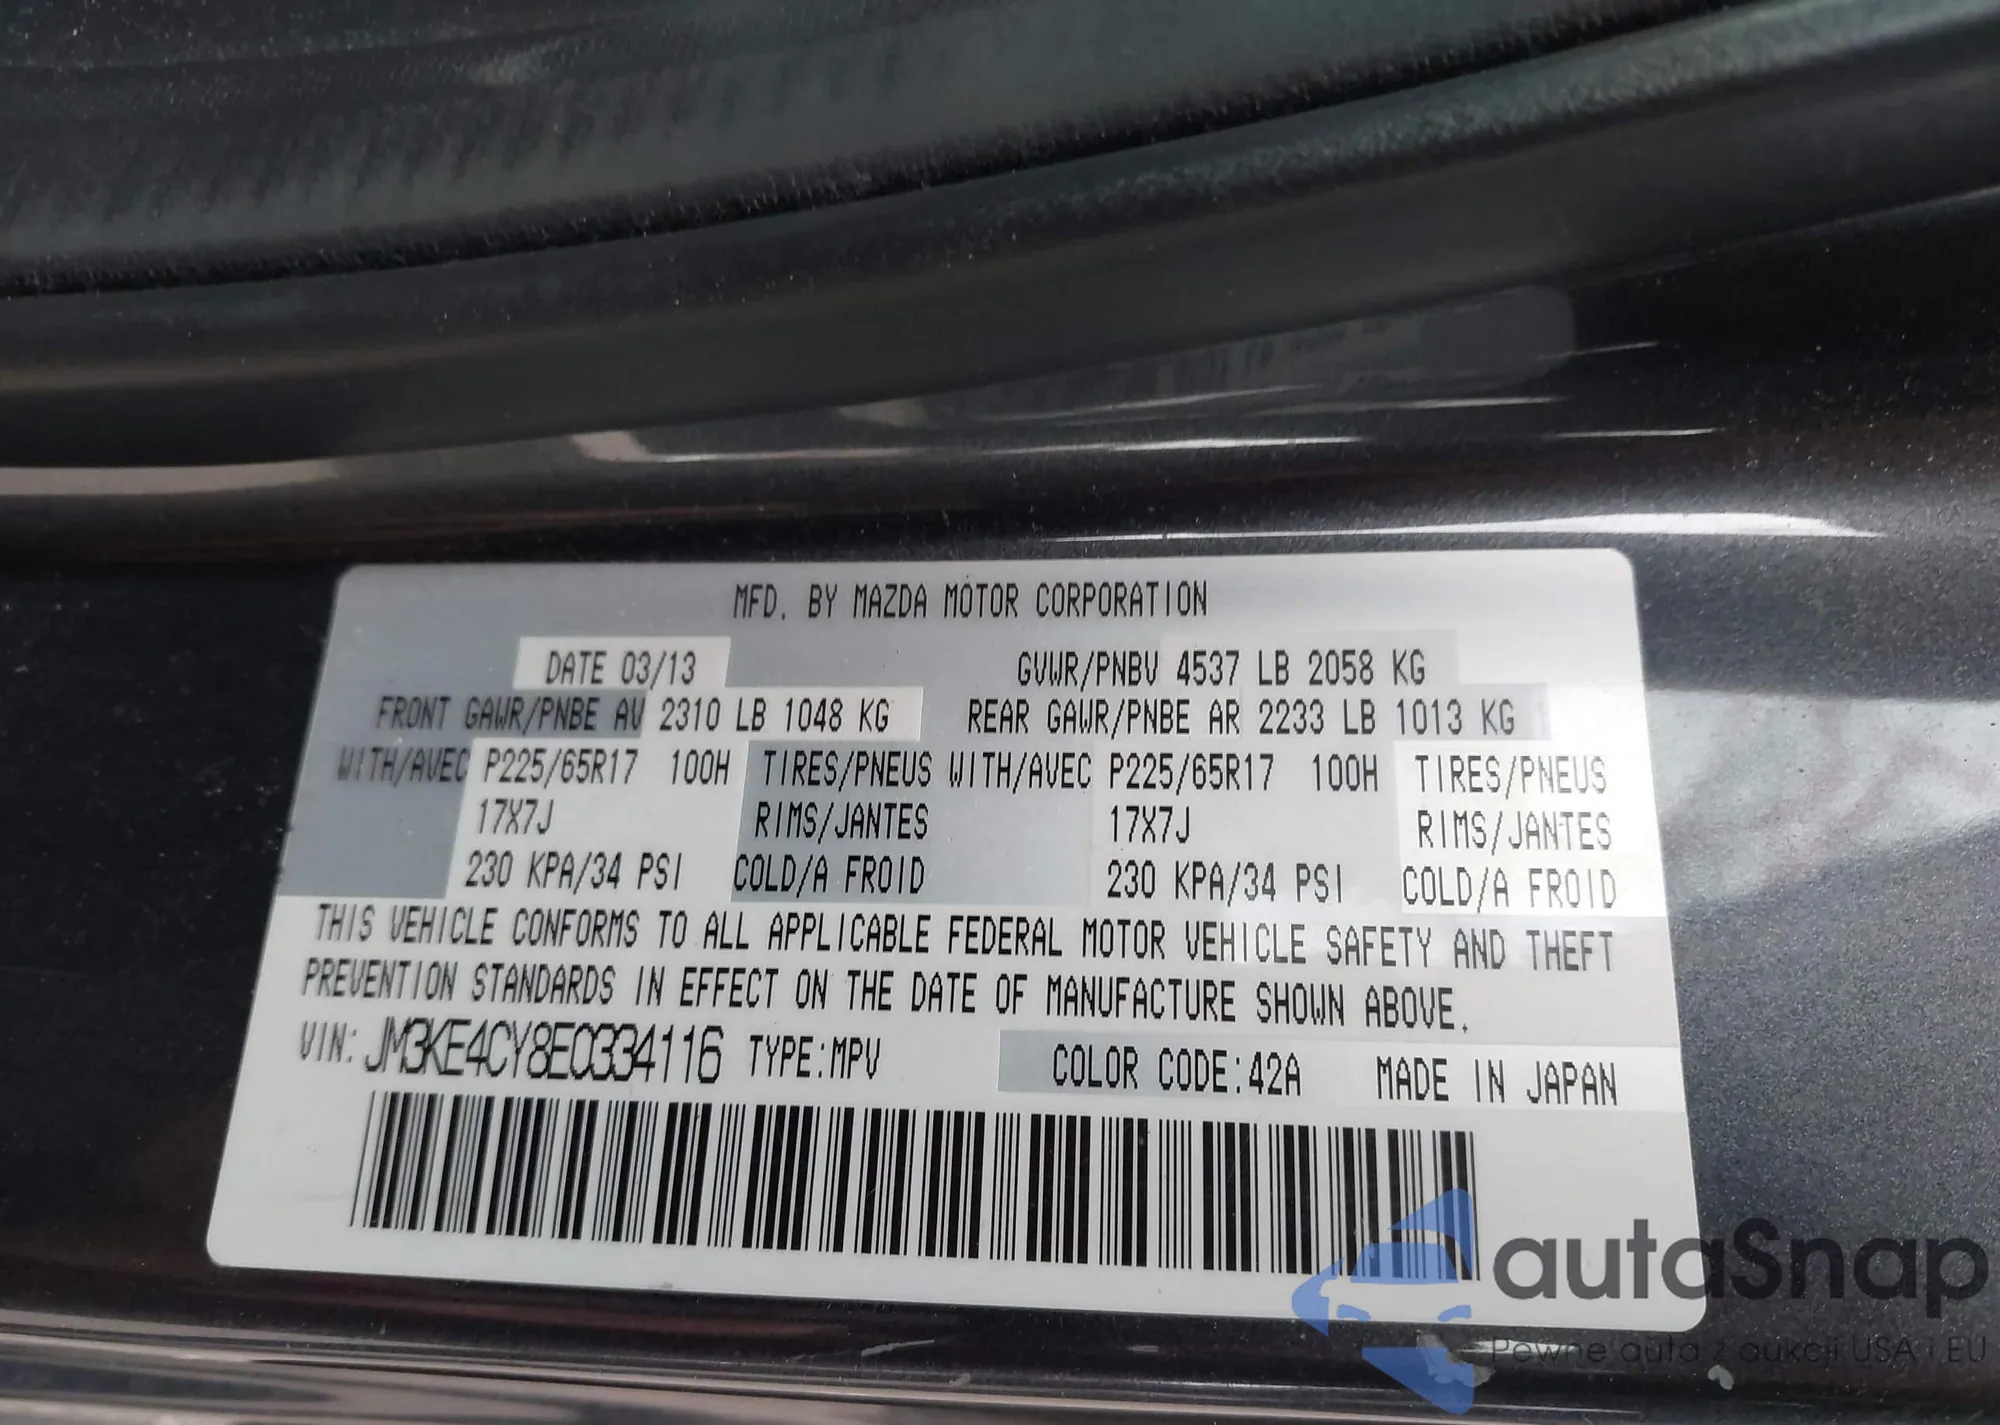 MFD. BY MAZDA MOTOR CORPORATION
DATE 03/13 GVWR/PNBV 4537 LB 2058 KG
FRONT GAWR/PNBE AV 2310 LB 1048 KG REAR GAWR/PNBE AR 2233 LB 1013 KG
WITH/AVEC P225/65R17 100H TIRES/PNEUS WITH/AVEC P225/65R17 100H TIRES/PNEUS
17X7J RIMS/JANTES 17X7J RIMS/JANTES
230 KPA/34 PSI COLD/A FROID 230 KPA/34 PSI COLD/A FROID
THIS VEHICLE CONFORMS TO ALL APPLICABLE FEDERAL MOTOR VEHICLE SAFETY AND THEFT
PREVENTION STANDARDS IN EFFECT ON THE DATE OF MANUFACTURE SHOWN ABOVE.
VIN: JM3KE4CY8E0334116 TYPE:MPV COLOR CODE:42A MADE IN JAPAN
autaSnap
Pewne auta z aukcji USA i EU